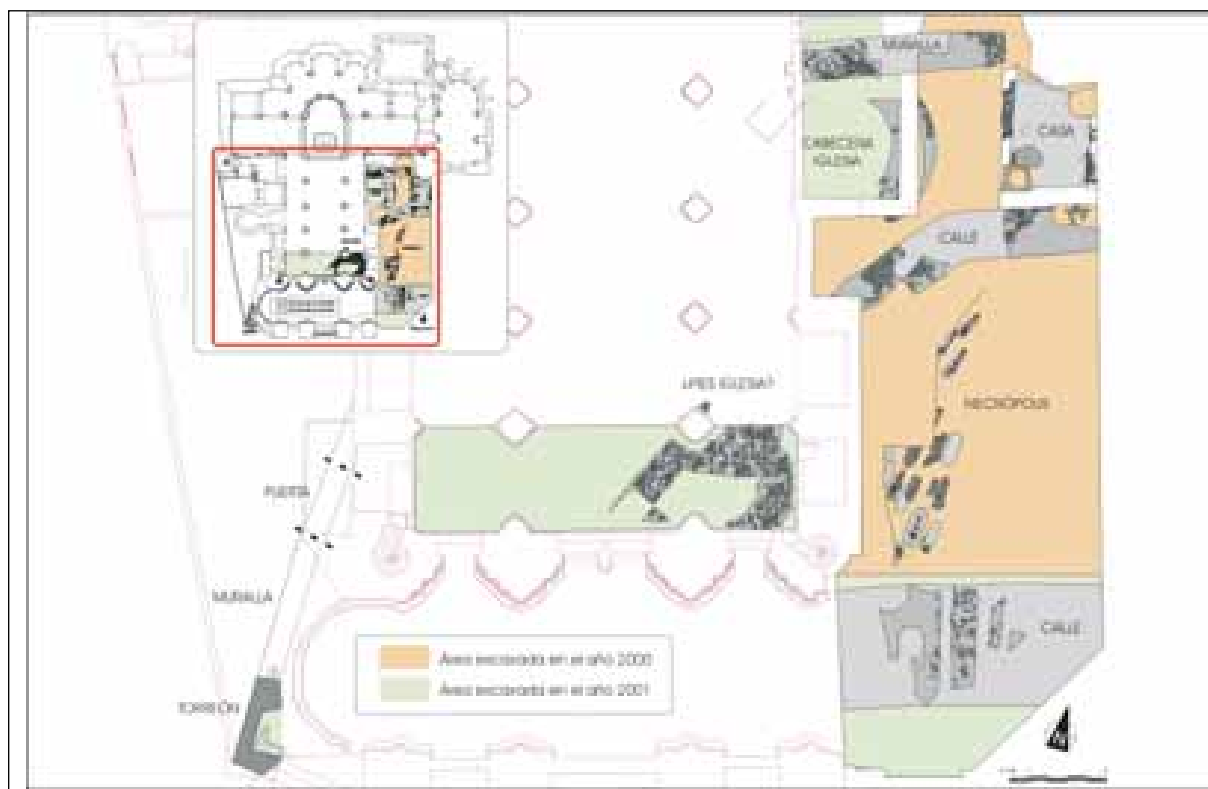 MURALLA
CASA
CABECERA
IGLESIA
CALLE
¿PIES IGLESIA?
NECRÓPOLIS
PUERTA
MURALLA
CALLE
Área excavada en el año 2000
Área excavada en el año 2001
TORREÓN